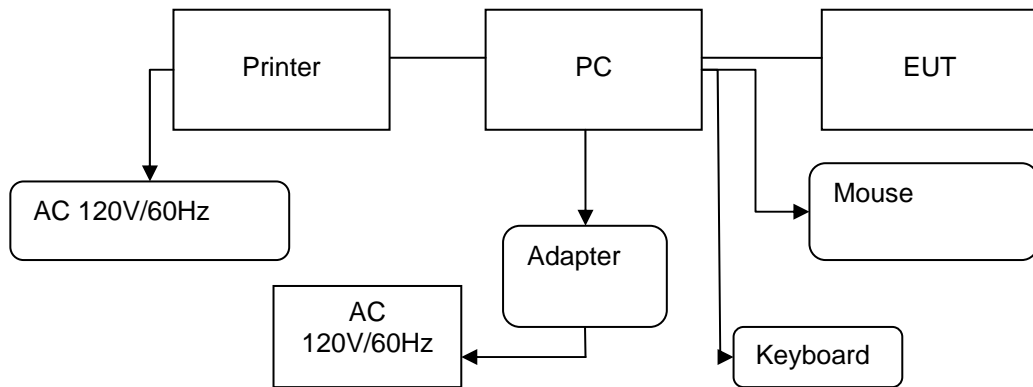 Printer
PC
EUT
AC 120V/60Hz
Mouse
Adapter
AC
120V/60Hz
Keyboard